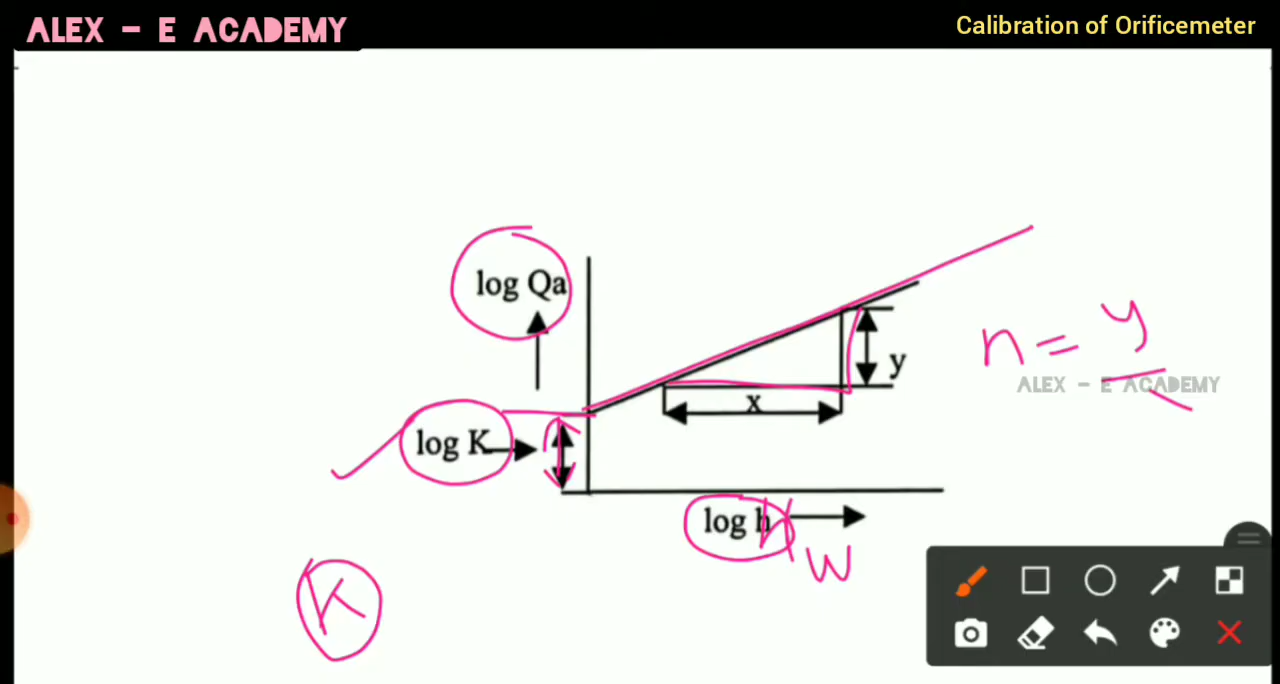 ALEX - E ACADEMY
Calibration of Orificemeter
log Qa
n = y
y
ALEX - E ACADEMY
x
log K
log h
H
W
K